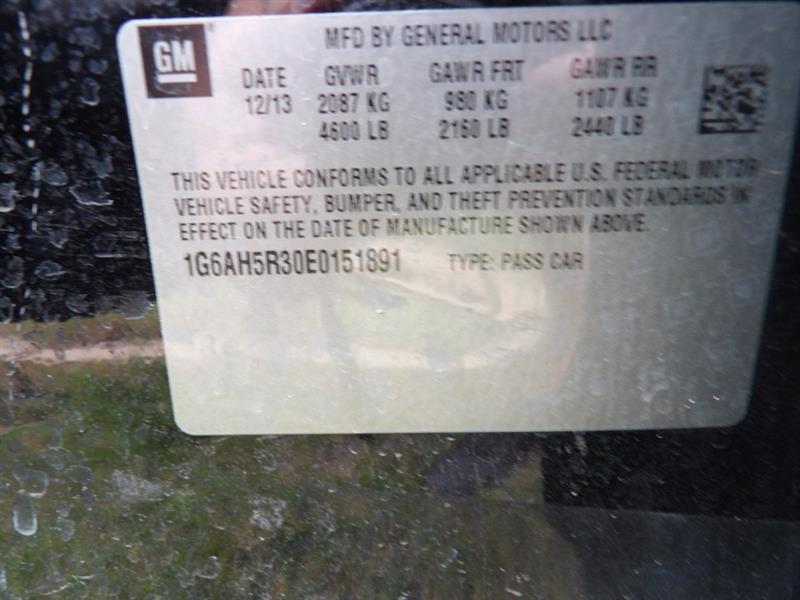 GM
MFD BY GENERAL MOTORS LLC
DATE GVWR GAWR FRT GAWR RR
12/13 2087 KG 980 KG 1107 KG
4600 LB 2160 LB 2440 LB
THIS VEHICLE CONFORMS TO ALL APPLICABLE U.S. FEDERAL MOTOR
VEHICLE SAFETY, BUMPER, AND THEFT PREVENTION STANDARDS IN
EFFECT ON THE DATE OF MANUFACTURE SHOWN ABOVE.
1G6AH5R30E0151891 TYPE: PASS CAR